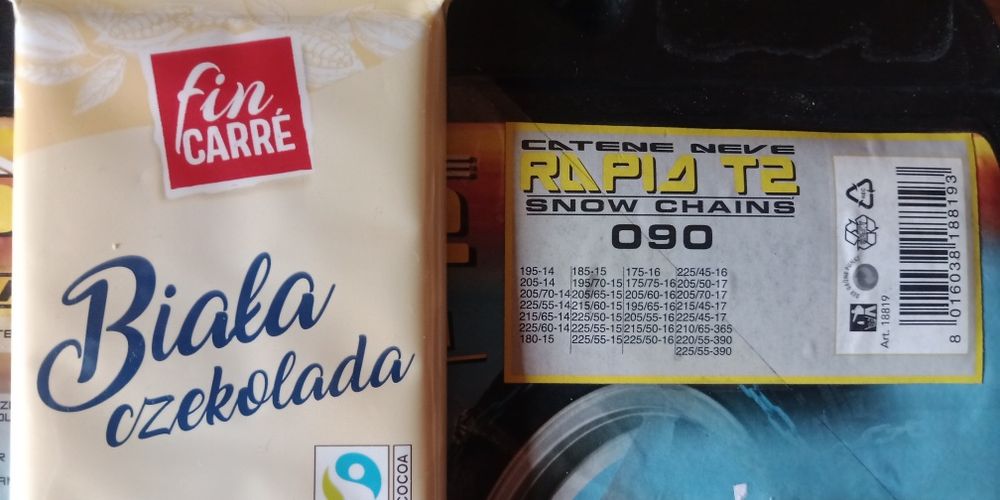 fin
CARRÉ
Biała
czekolada
COCOA
CATENE NEVE
RAPID T2
SNOW CHAINS
090
195-14 185-15 175-16 225/45-16
205-14 195/70-15 175/75-16 205/50-17
205/70-14 205/65-15 205/60-16 205/70-17
225/55-14 215/60-15 195/65-16 215/45-17
215/65-14 225/50-15 205/55-16 225/45-17
225/60-14 225/55-15 215/50-16 210/65-365
180-15 225/55-15 225/50-16 220/55-390
225/55-390
Art. 18819
8 016038 188193